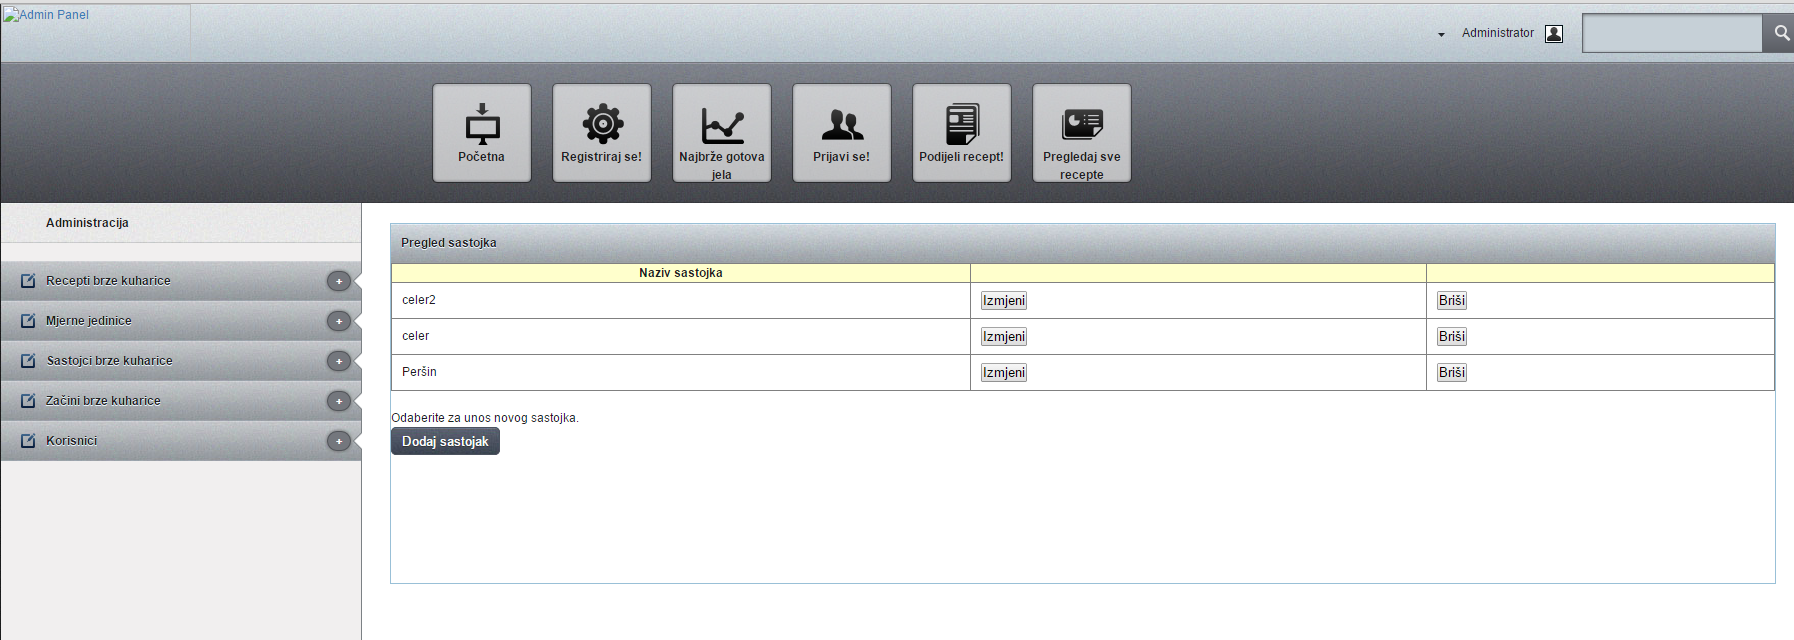 Admin Panel
Administrator
Početna
Registriraj se!
Najbrže gotova
jela
Prijavi se!
Podijeli recept!
Pregledaj sve
recepte
Administracija
Recepti brze kuharice
Mjerne jedinice
Sastojci brze kuharice
Začini brze kuharice
Korisnici
Pregled sastojka
Naziv sastojka
celer2 Izmjeni Briši
celer Izmjeni Briši
Peršin Izmjeni Briši
Odaberite za unos novog sastojka.
Dodaj sastojak